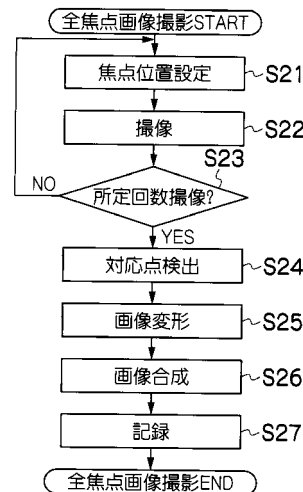 全焦点画像撮影START
焦点位置設定 S21
撮像 S22
S23
所定回数撮像?
NO
YES
対応点検出 S24
画像変形 S25
画像合成 S26
記録 S27
全焦点画像撮影END